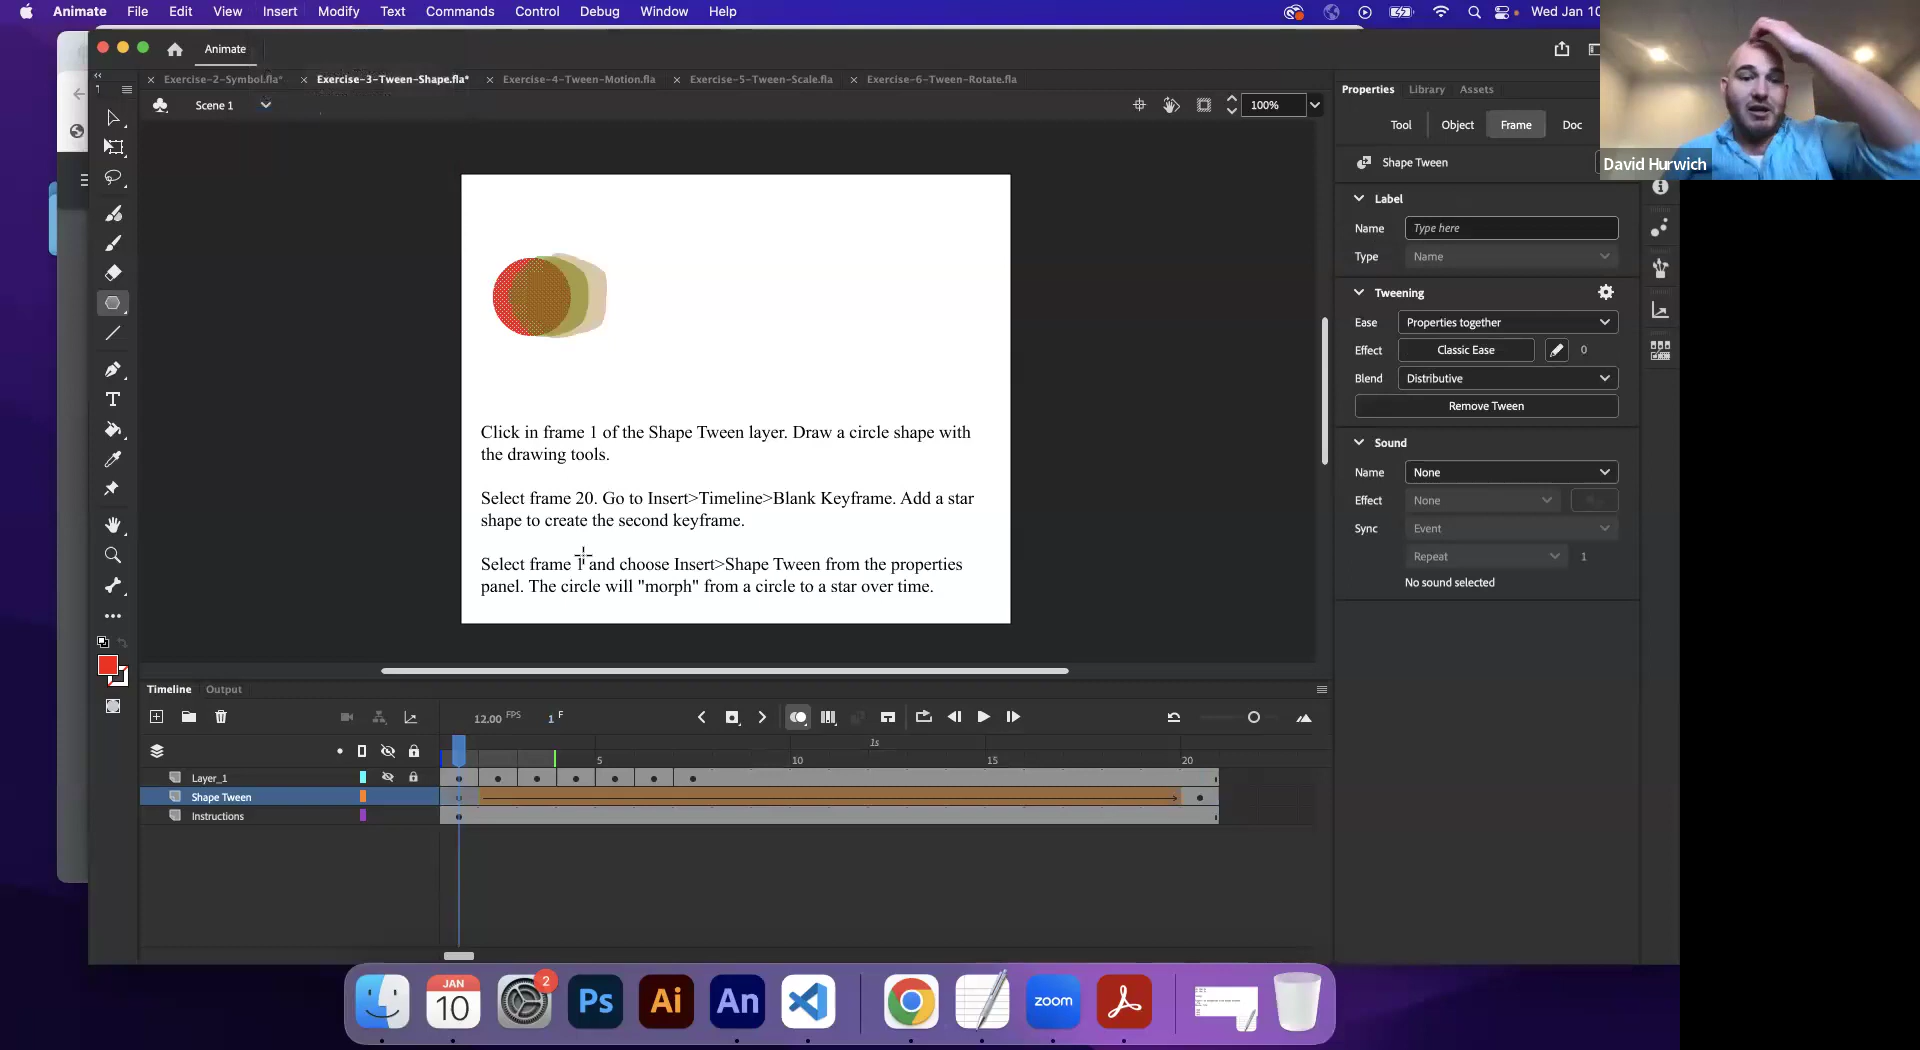 Animate File Edit View Insert Modify Text Commands Control Debug Window Help Wed Jan 10
Animate
Exercise-2-Symbol.fla* Exercise-3-Tween-Shape.fla* Exercise-4-Tween-Motion.fla Exercise-5-Tween-Scale.fla Exercise-6-Tween-Rotate.fla
Scene 1 100%
Properties Library Assets
Tool Object Frame Doc
Shape Tween
David Hurwich
Label
Name Type here
Type Name
Tweening
Ease Properties together
Effect Classic Ease 0
Blend Distributive
Remove Tween
Sound
Name None
Effect None
Sync Event
Repeat 1
No sound selected
Click in frame 1 of the Shape Tween layer. Draw a circle shape with
the drawing tools.
Select frame 20. Go to Insert>Timeline>Blank Keyframe. Add a star
shape to create the second keyframe.
Select frame 1 and choose Insert>Shape Tween from the properties
panel. The circle will "morph" from a circle to a star over time.
Timeline Output
12.00 FPS 1 F
1s
5 10 15 20
Layer_1
Shape Tween
Instructions
JAN
10
2
Ps Ai An zoom